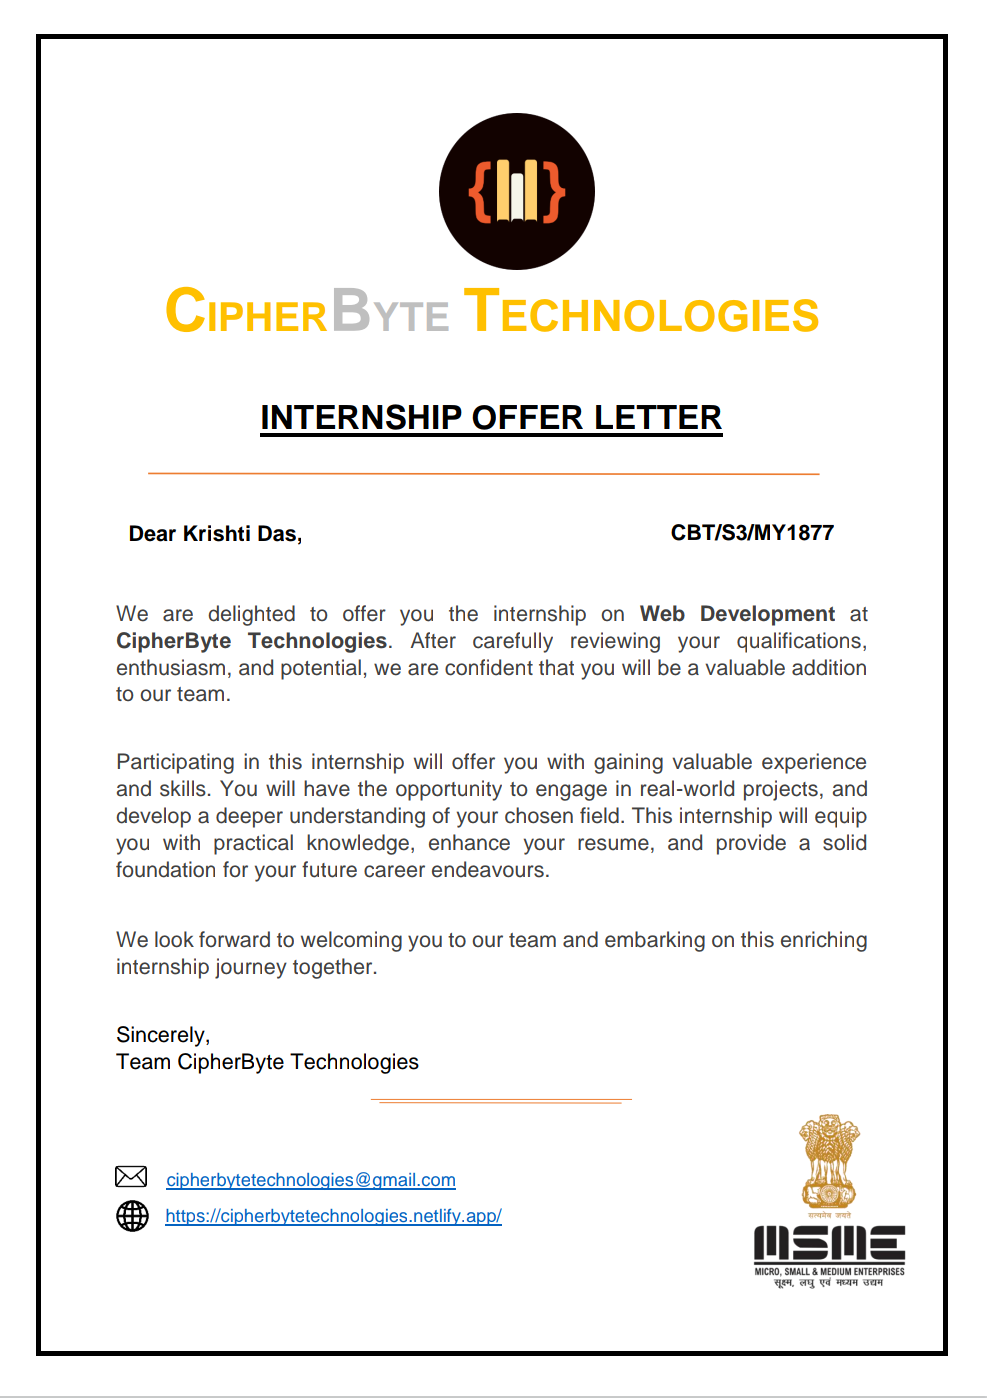 CIPHERBYTE TECHNOLOGIES
INTERNSHIP OFFER LETTER
Dear Krishti Das,
CBT/S3/MY1877
We are delighted to offer you the internship on Web Development at
CipherByte Technologies. After carefully reviewing your qualifications,
enthusiasm, and potential, we are confident that you will be a valuable addition
to our team.
Participating in this internship will offer you with gaining valuable experience
and skills. You will have the opportunity to engage in real-world projects, and
develop a deeper understanding of your chosen field. This internship will equip
you with practical knowledge, enhance your resume, and provide a solid
foundation for your future career endeavours.
We look forward to welcoming you to our team and embarking on this enriching
internship journey together.
Sincerely,
Team CipherByte Technologies
cipherbytetechnologies@gmail.com
https://cipherbytetechnologies.netlify.app/
सत्यमेव जयते
MSME
MICRO, SMALL & MEDIUM ENTERPRISES
सूक्ष्म, लघु एवं मध्यम उद्यम